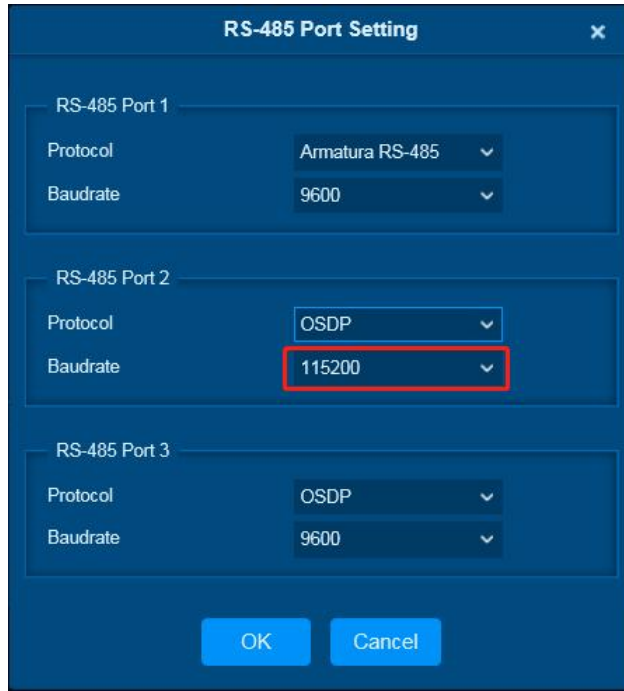 RS-485 Port Setting
RS-485 Port 1
Protocol Armatura RS-485
Baudrate 9600
RS-485 Port 2
Protocol OSDP
Baudrate 115200
RS-485 Port 3
Protocol OSDP
Baudrate 9600
OK Cancel